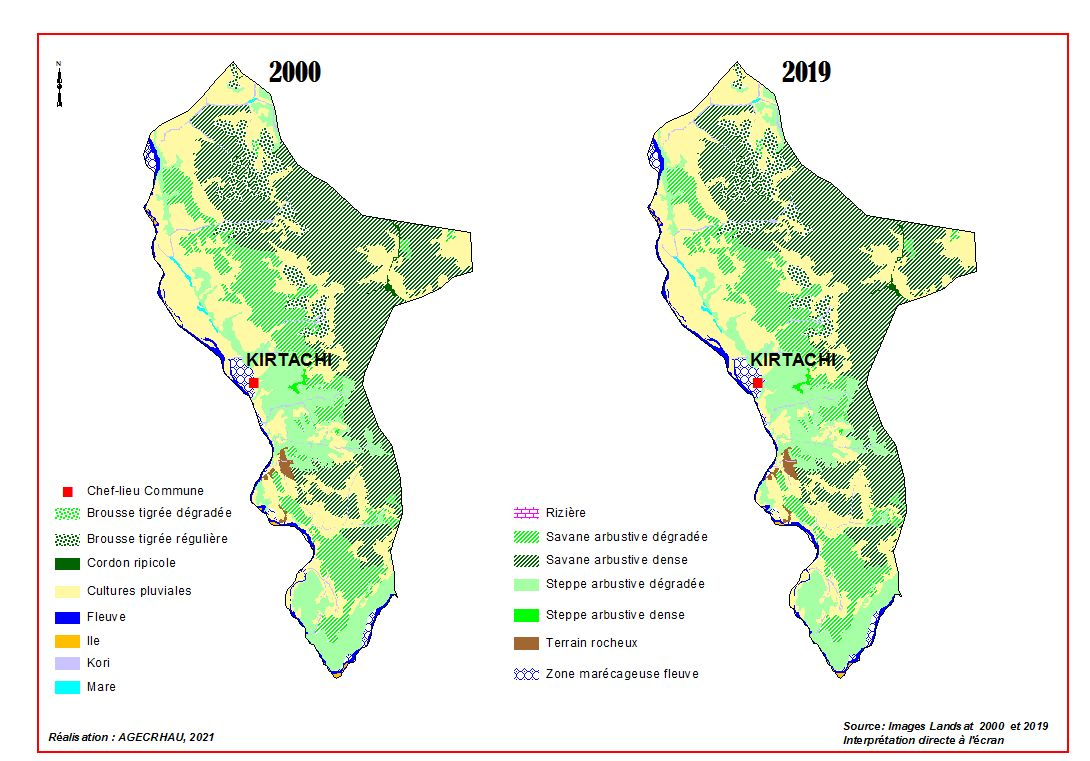 N
2000
2019
KIRTACHI
KIRTACHI
Chef-lieu Commune
Brousse tigrée dégradée
Brousse tigrée régulière
Cordon ripicole
Cultures pluviales
Fleuve
Ile
Kori
Mare
Rizière
Savane arbustive dégradée
Savane arbustive dense
Steppe arbustive dégradée
Steppe arbustive dense
Terrain rocheux
Zone marécageuse fleuve
Réalisation : AGECRHAU, 2021
Source: Images Landsat 2000 et 2019
Interprétation directe à l'écran